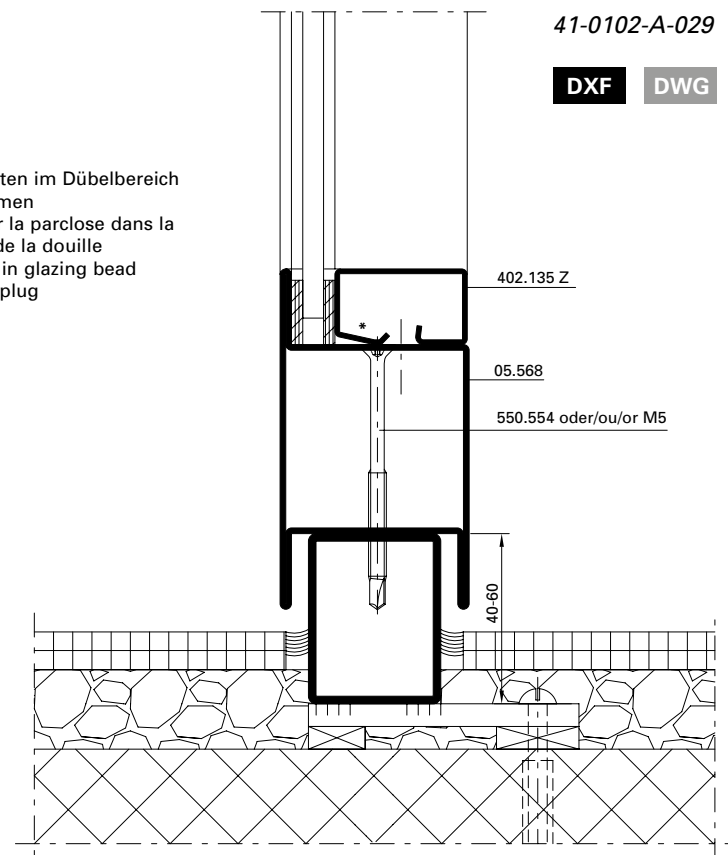 41-0102-A-029
DXF DWG
ten im Dübelbereich
men
r la parclose dans la
de la douille
in glazing bead
plug
402.135 Z
*
05.568
550.554 oder/ou/or M5
40-60